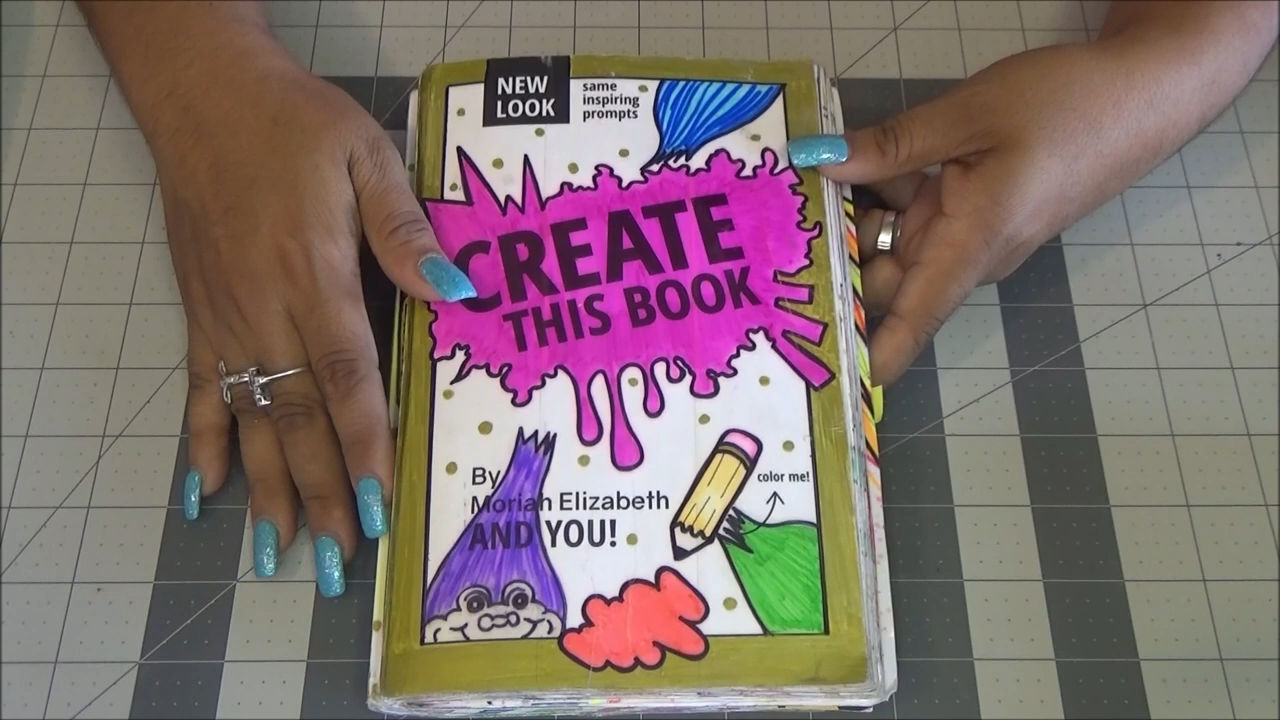 NEW
LOOK
same
inspiring
prompts
CREATE
THIS BOOK
By
Moriah Elizabeth
AND YOU!
color me!